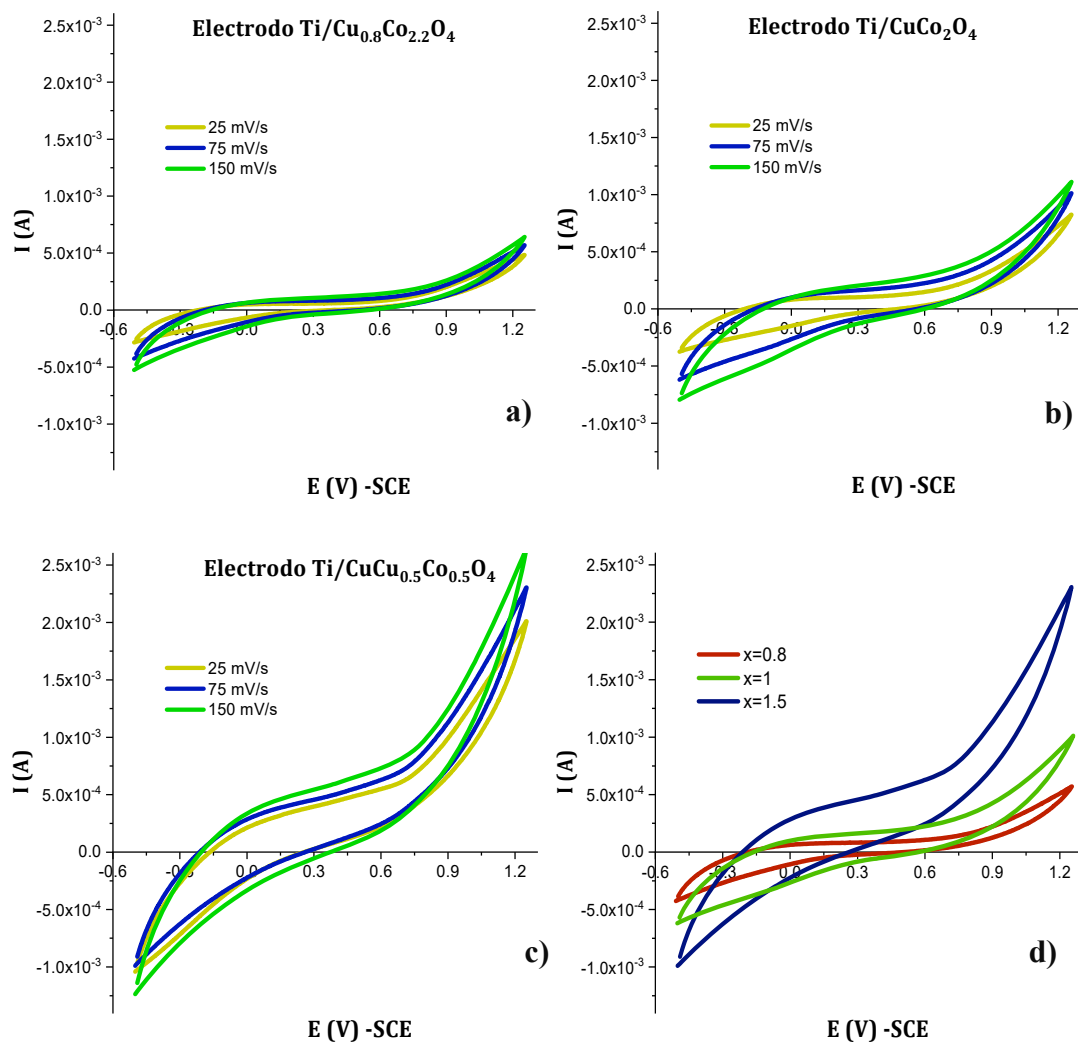 Electrodo Ti/Cu₀.₈Co₂.₂O₄
2.5x10⁻³
2.0x10⁻³
1.5x10⁻³
1.0x10⁻³
5.0x10⁻⁴
0.0
-5.0x10⁻⁴
-1.0x10⁻³
I (A)
25 mV/s
75 mV/s
150 mV/s
-0.6 -0.3 0.0 0.3 0.6 0.9 1.2
a)
E (V) -SCE
Electrodo Ti/CuCo₂O₄
2.5x10⁻³
2.0x10⁻³
1.5x10⁻³
1.0x10⁻³
5.0x10⁻⁴
0.0
-5.0x10⁻⁴
-1.0x10⁻³
I (A)
25 mV/s
75 mV/s
150 mV/s
-0.6 -0.3 0.0 0.3 0.6 0.9 1.2
b)
E (V) -SCE
Electrodo Ti/CuCu₀.₅Co₀.₅O₄
2.5x10⁻³
2.0x10⁻³
1.5x10⁻³
1.0x10⁻³
5.0x10⁻⁴
0.0
-5.0x10⁻⁴
-1.0x10⁻³
I (A)
25 mV/s
75 mV/s
150 mV/s
-0.6 -0.3 0.0 0.3 0.6 0.9 1.2
c)
E (V) -SCE
2.5x10⁻³
2.0x10⁻³
1.5x10⁻³
1.0x10⁻³
5.0x10⁻⁴
0.0
-5.0x10⁻⁴
-1.0x10⁻³
I (A)
x=0.8
x=1
x=1.5
-0.6 -0.3 0.0 0.3 0.6 0.9 1.2
d)
E (V) -SCE